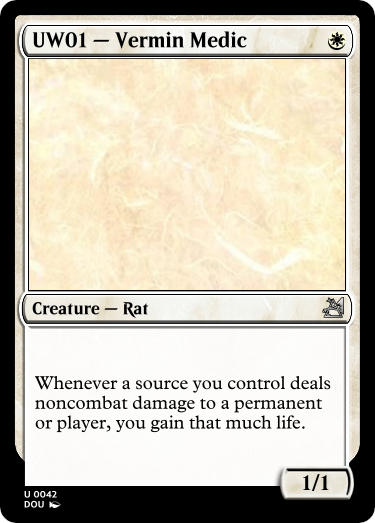 UW01 — Vermin Medic
Creature — Rat
Whenever a source you control deals
noncombat damage to a permanent
or player, you gain that much life.
1/1
U 0042
DOU